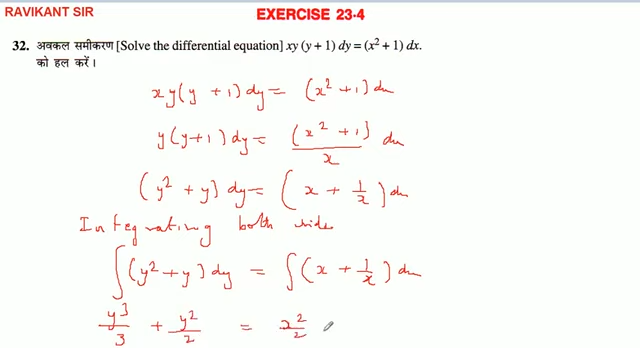 RAVIKANT SIR
EXERCISE 23·4
32. अवकल समीकरण [Solve the differential equation] xy (y + 1) dy = (x² + 1) dx.
को हल करें।
xy(y + 1)dy = (x² + 1) dx
y(y+1) dy = (x² + 1)/x dx
(y² + y) dy = (x + 1/x) dx
Integrating both side
∫(y² + y) dy = ∫(x + 1/x) dx
y³/3 + y²/2 = x²/2